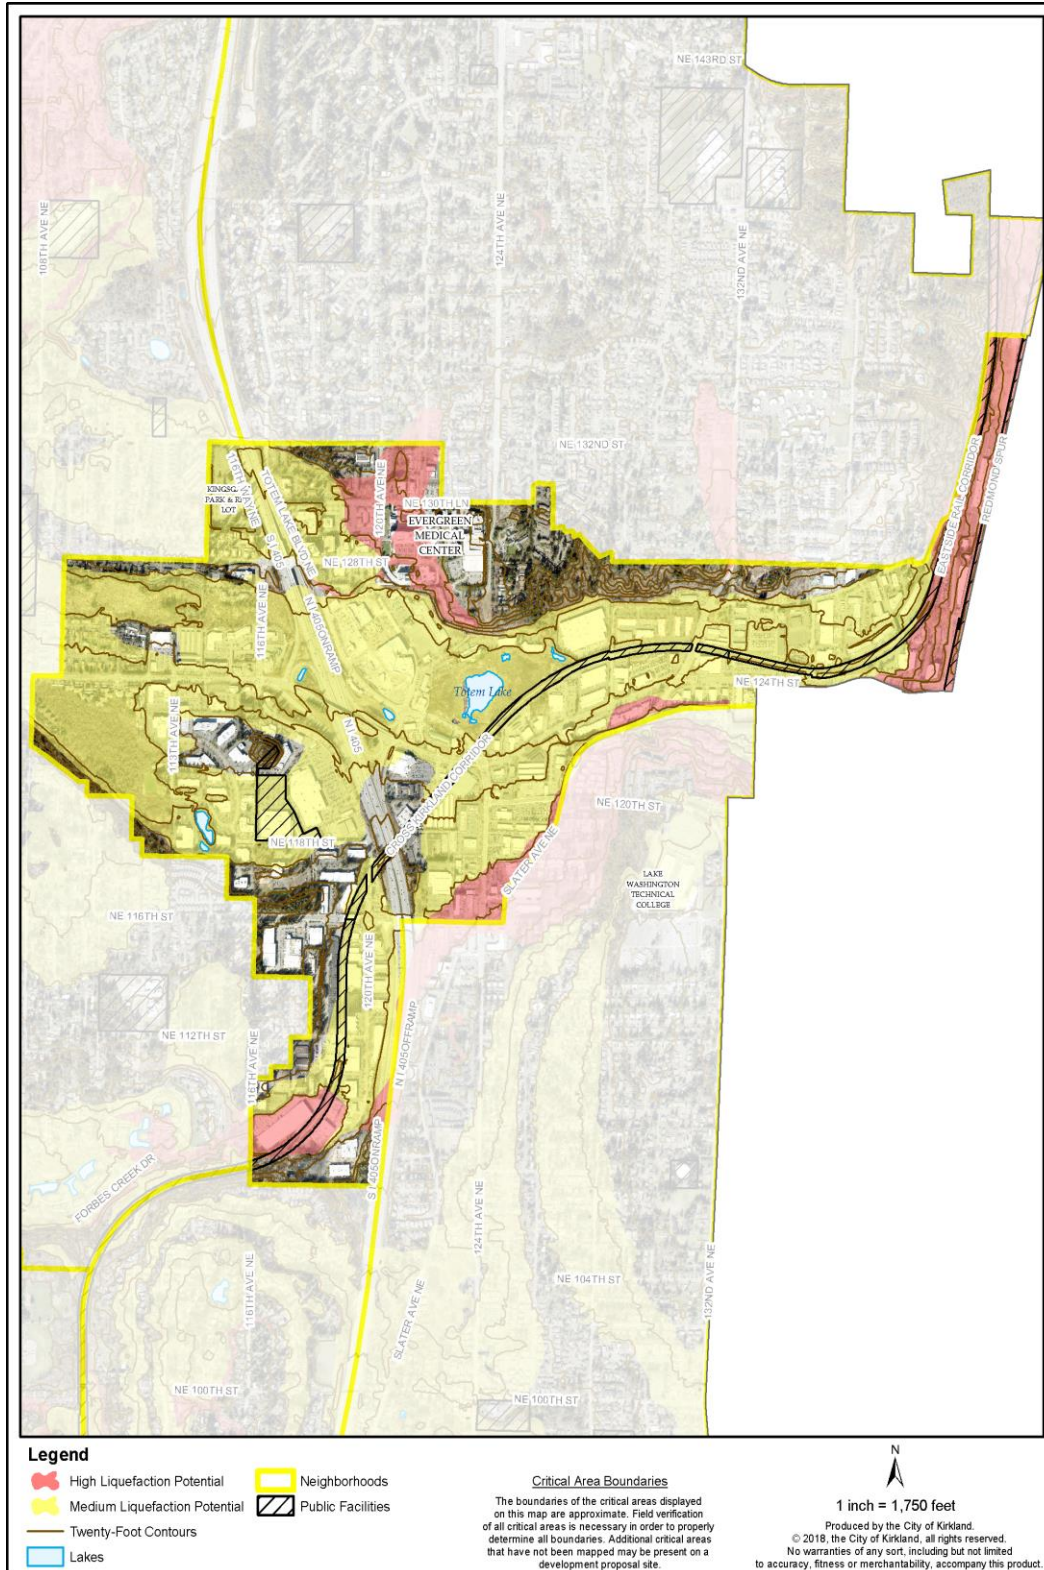 NE 143RD ST
108TH AVE NE
124TH AVE NE
132ND AVE NE
NE 132ND ST
116TH WAY NE
TOTEM LAKE BLVD NE
120TH AVE NE
PARK & R
LOT
S I 405
NE 130TH LN
EVERGREEN
MEDICAL
CENTER
NE 128TH ST
EASTSIDE RAIL CORRIDOR
REDMOND SPUR
116TH AVE NE
N I 405ONRAMP
Totem Lake
NE 124TH ST
113TH AVE NE
N I 405
CROSS KIRKLAND CORRIDOR
NE 120TH ST
NE 118TH ST
SLATER AVE NE
LAKE
WASHINGTON
TECHNICAL
COLLEGE
NE 116TH ST
120TH AVE NE
NE 112TH ST
116TH AVE NE
N I 405OFFRAMP
S I 405ONRAMP
FORBES CREEK DR
124TH AVE NE
132ND AVE NE
116TH AVE NE
NE 104TH ST
SLATER AVE NE
NE 100TH ST
NE 100TH ST
Legend
High Liquefaction Potential
Medium Liquefaction Potential
Twenty-Foot Contours
Lakes
Neighborhoods
Public Facilities
Critical Area Boundaries
The boundaries of the critical areas displayed
on this map are approximate. Field verification
of all critical areas is necessary in order to properly
determine all boundaries. Additional critical areas
that have not been mapped may be present on a
development proposal site.
N
1 inch = 1,750 feet
Produced by the City of Kirkland.
© 2018, the City of Kirkland, all rights reserved.
No warranties of any sort, including but not limited
to accuracy, fitness or merchantability, accompany this product.